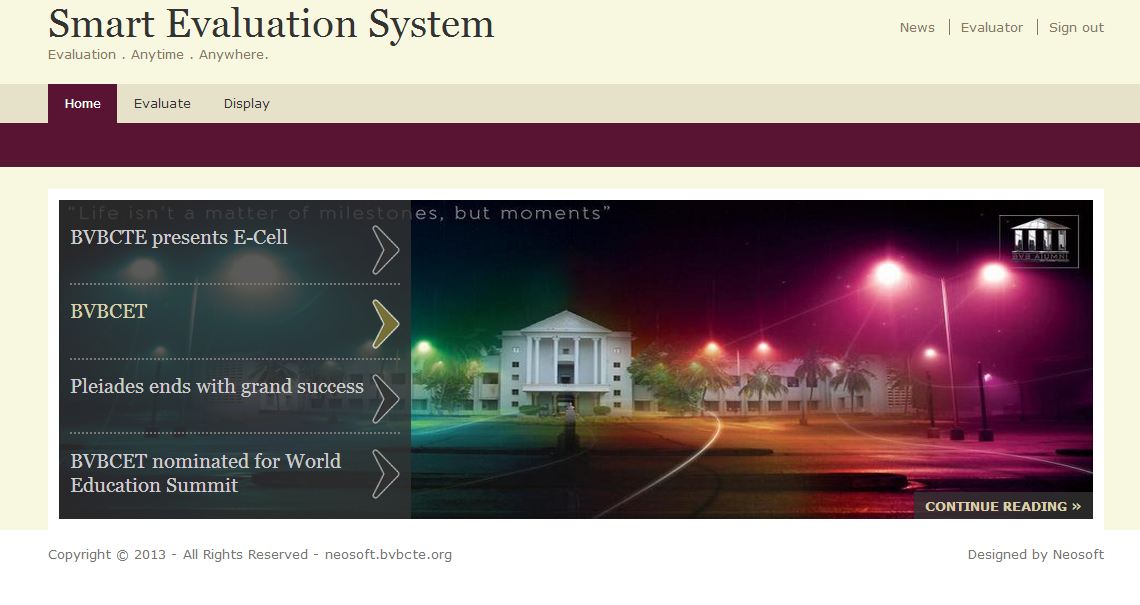 Smart Evaluation System
Evaluation . Anytime . Anywhere.
News
Evaluator
Sign out
Home
Evaluate
Display
"Life isn't a matter of milestones, but moments"
BVB ALUMNI
BVBCTE presents E-Cell
BVBCET
Pleiades ends with grand success
BVBCET nominated for World
Education Summit
CONTINUE READING »
Copyright © 2013 - All Rights Reserved - neosoft.bvbcte.org
Designed by Neosoft